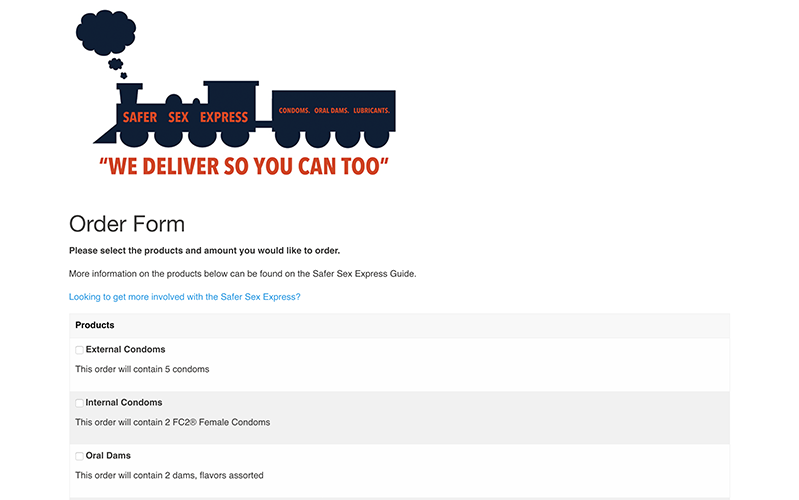 SAFER SEX EXPRESS
CONDOMS. ORAL DAMS. LUBRICANTS.
“WE DELIVER SO YOU CAN TOO”
Order Form
Please select the products and amount you would like to order.
More information on the products below can be found on the Safer Sex Express Guide.
Looking to get more involved with the Safer Sex Express?
Products
External Condoms
This order will contain 5 condoms
Internal Condoms
This order will contain 2 FC2® Female Condoms
Oral Dams
This order will contain 2 dams, flavors assorted